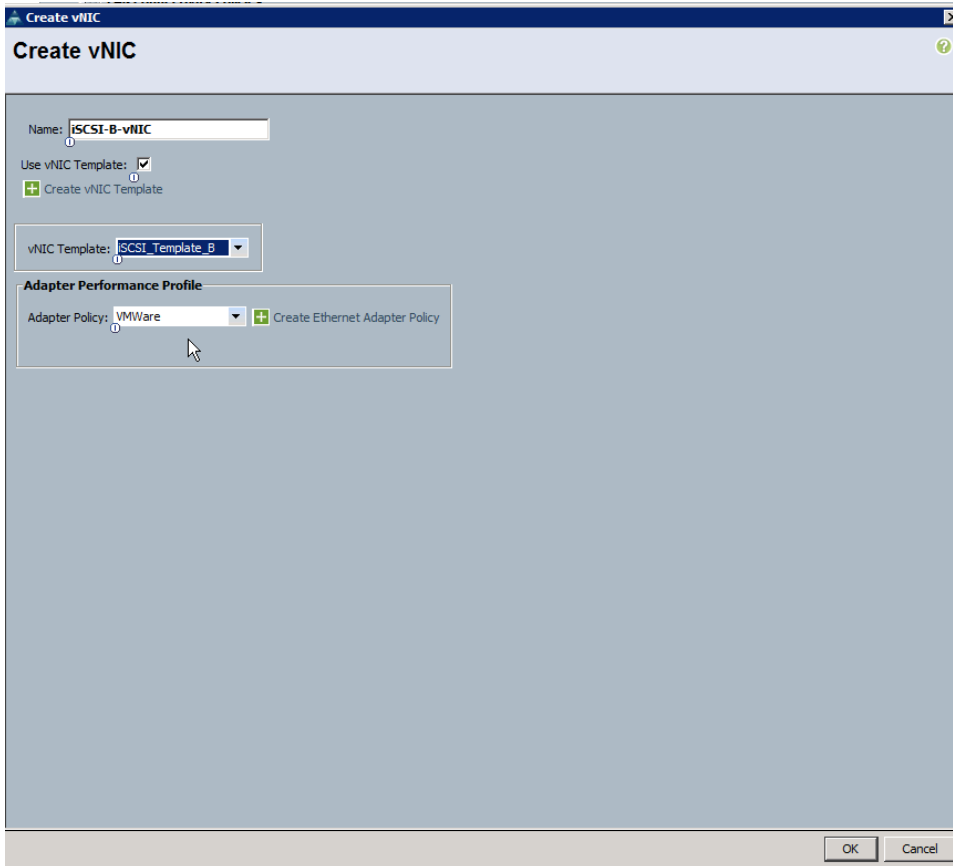 Create vNIC
Create vNIC
Name: iSCSI-B-vNIC
Use vNIC Template:
Create vNIC Template
vNIC Template: iSCSI_Template_B
Adapter Performance Profile
Adapter Policy: VMWare Create Ethernet Adapter Policy
OK Cancel